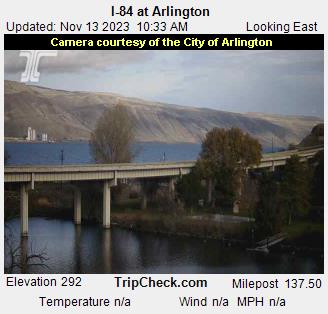 I-84 at Arlington
Updated: Nov 13 2023 10:33 AM Looking East
Camera courtesy of the City of Arlington
Elevation 292 TripCheck.com Milepost 137.50
Temperature n/a Wind n/a MPH n/a